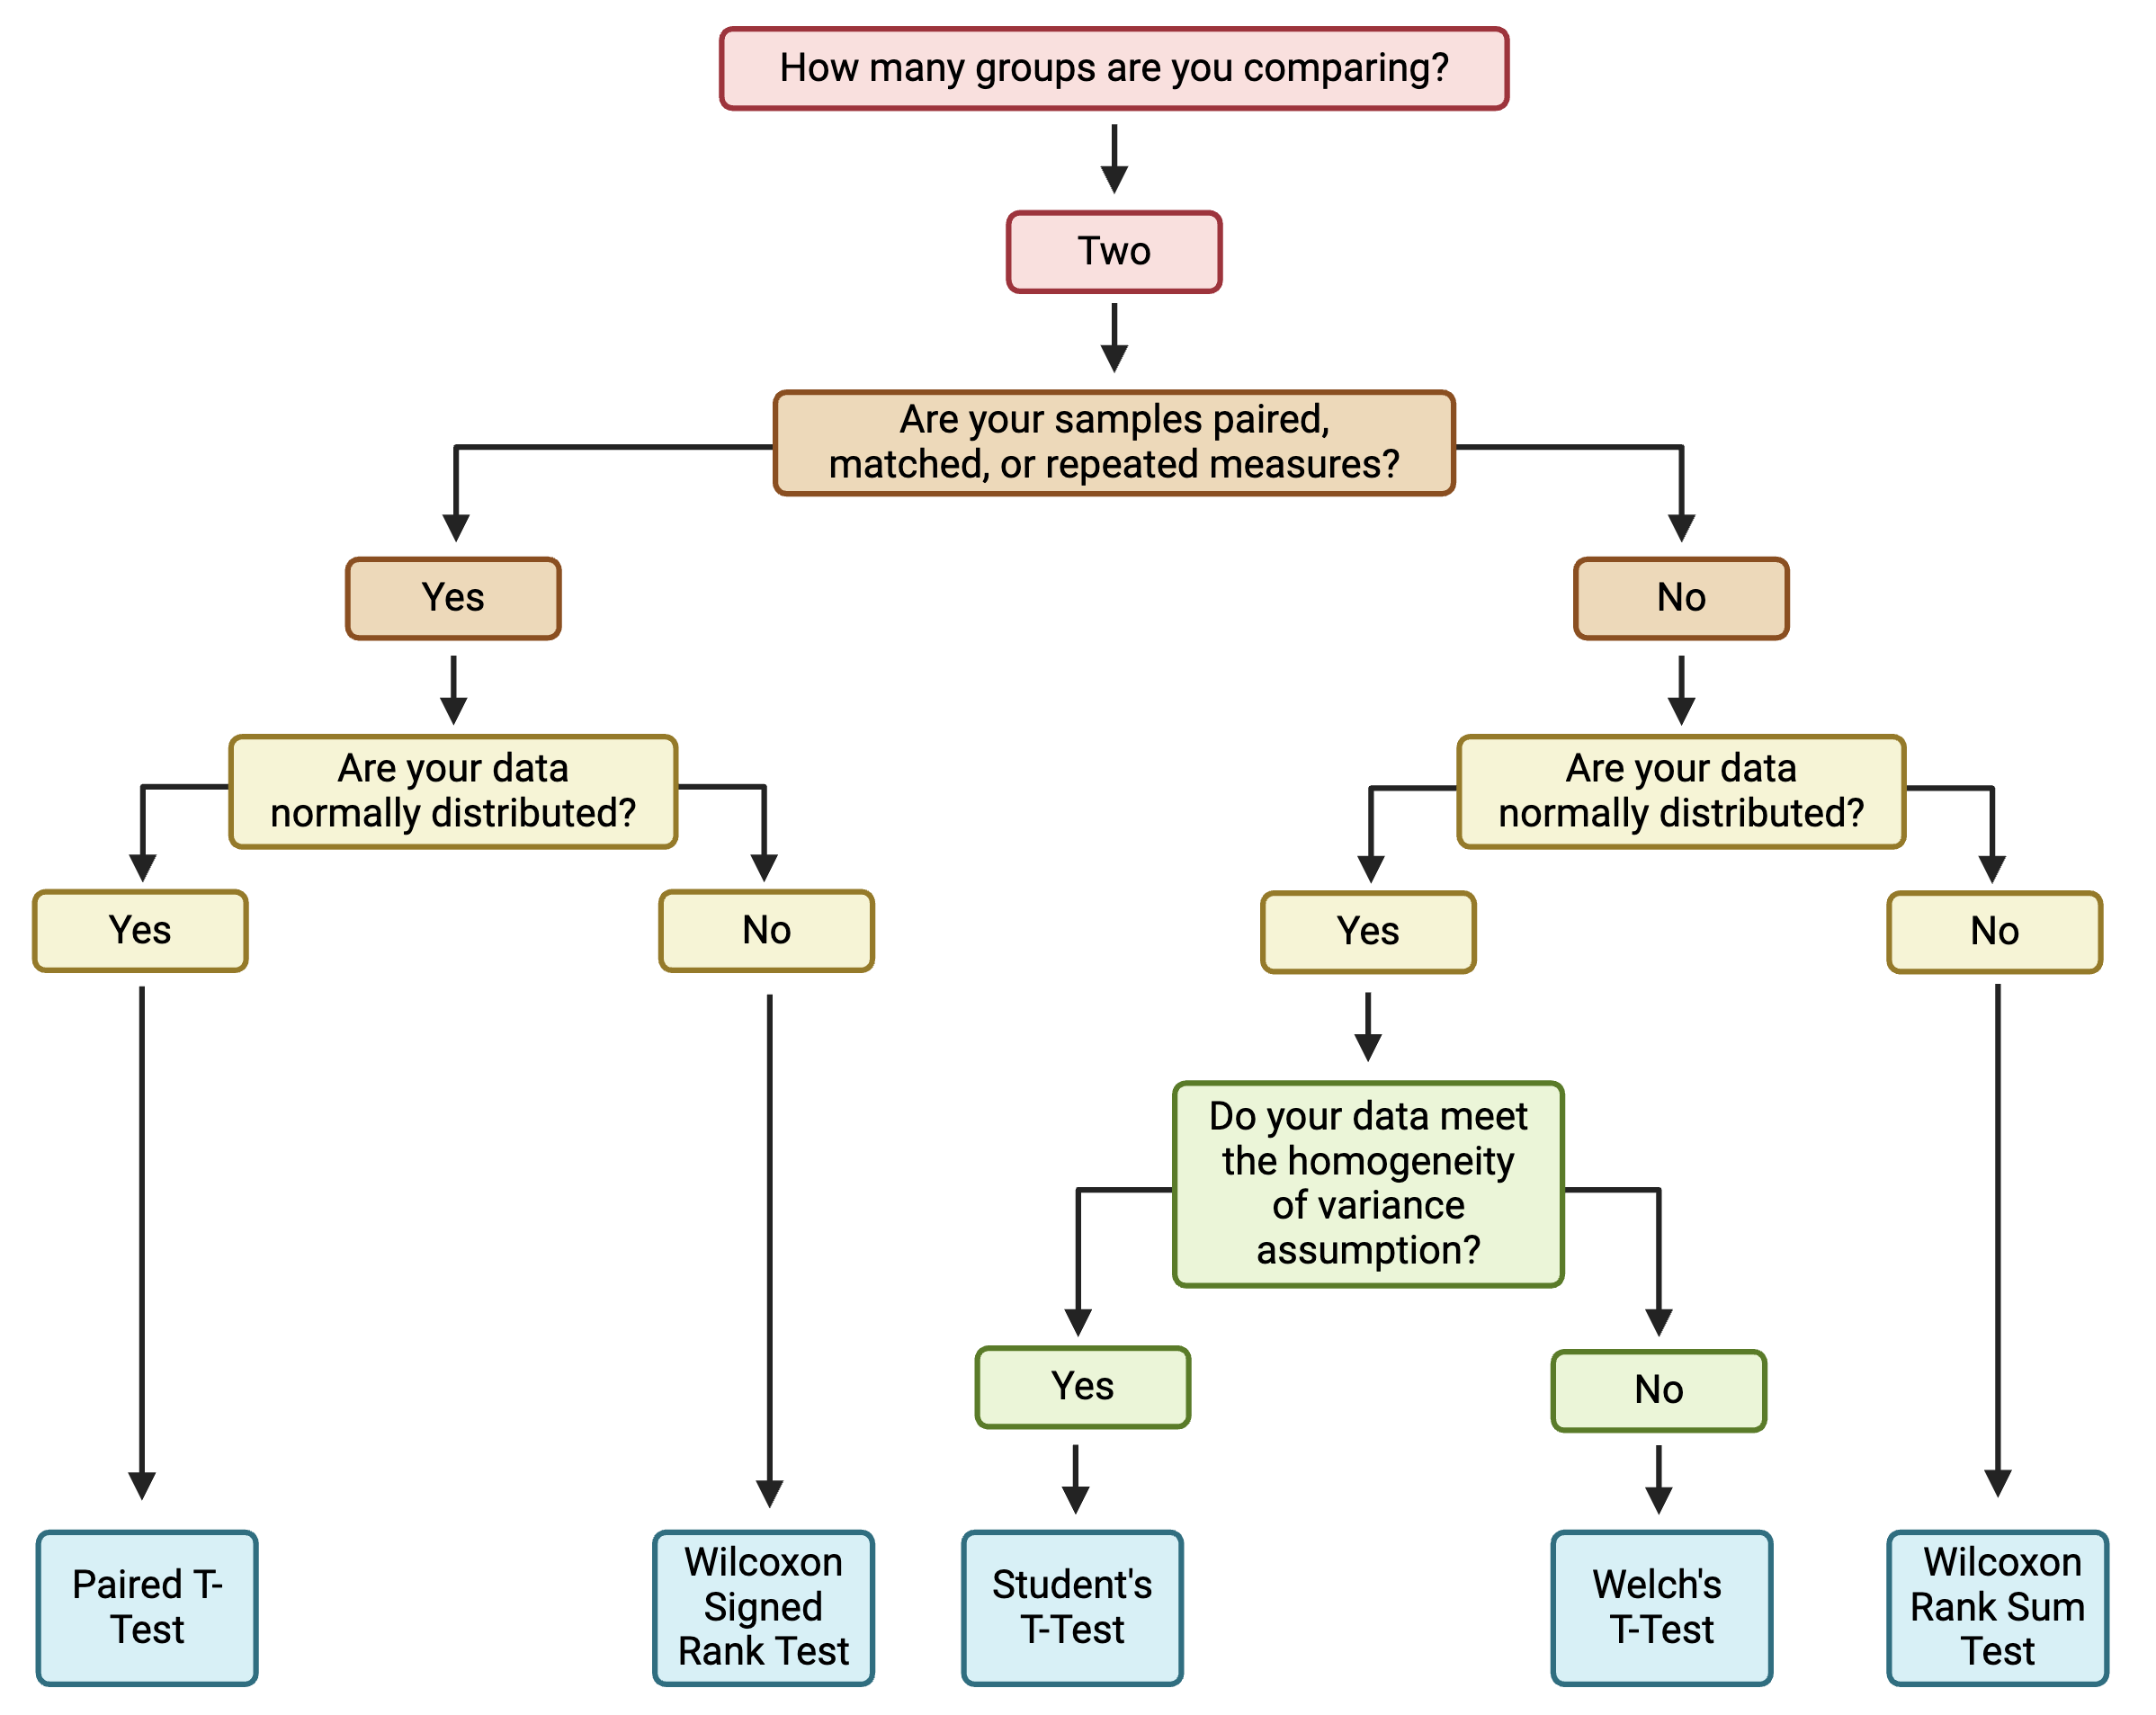 How many groups are you comparing?
Two
Are your samples paired,
matched, or repeated measures?
Yes
No
Are your data
normally distributed?
Are your data
normally distributed?
Yes
No
Yes
No
Do your data meet
the homogeneity
of variance
assumption?
Yes
No
Paired T-
Test
Wilcoxon
Signed
Rank Test
Student's
T-Test
Welch's
T-Test
Wilcoxon
Rank Sum
Test